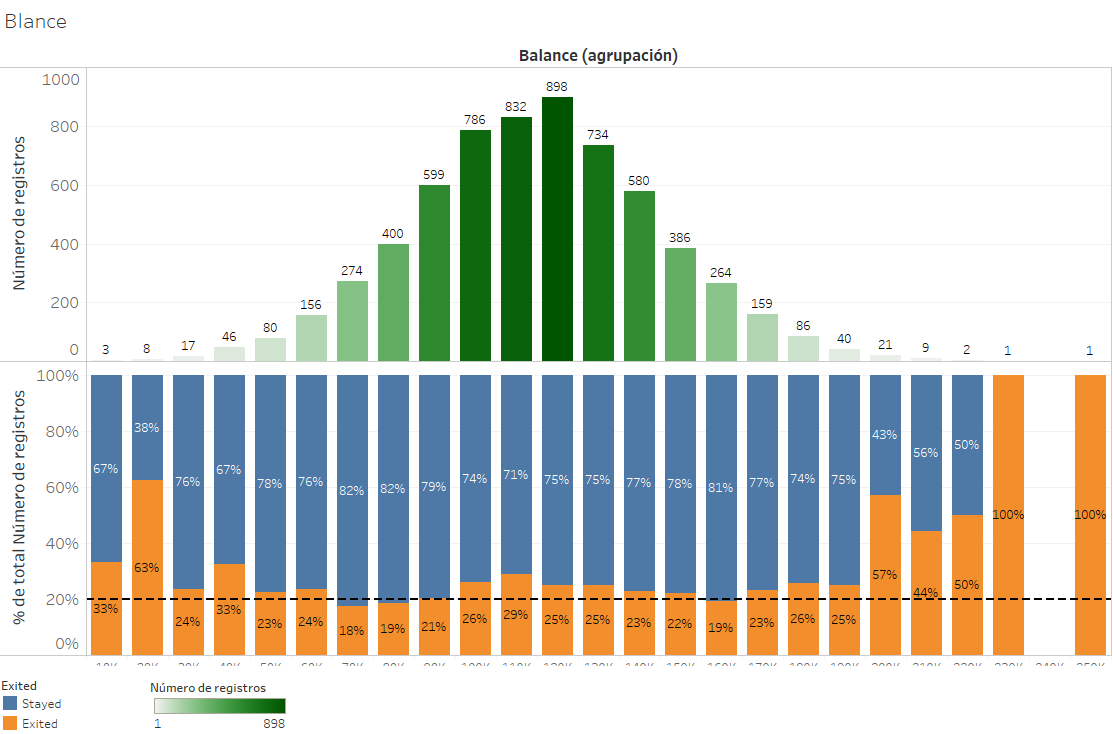 Blance
Balance (agrupación)
Número de registros
1000
800
600
400
200
0
3 8 17 46 80 156 274 400 599 786 832 898 734 580 386 264 159 86 40 21 9 2 1 1
% de total Número de registros
100%
80%
60%
40%
20%
0%
67% 38% 76% 67% 78% 76% 82% 82% 79% 74% 71% 75% 75% 77% 78% 81% 77% 74% 75% 43% 56% 50%
33% 63% 24% 33% 23% 24% 18% 19% 21% 26% 29% 25% 25% 23% 22% 19% 23% 26% 25% 57% 44% 50% 100% 100%
Exited
Stayed
Exited
Número de registros
1 898